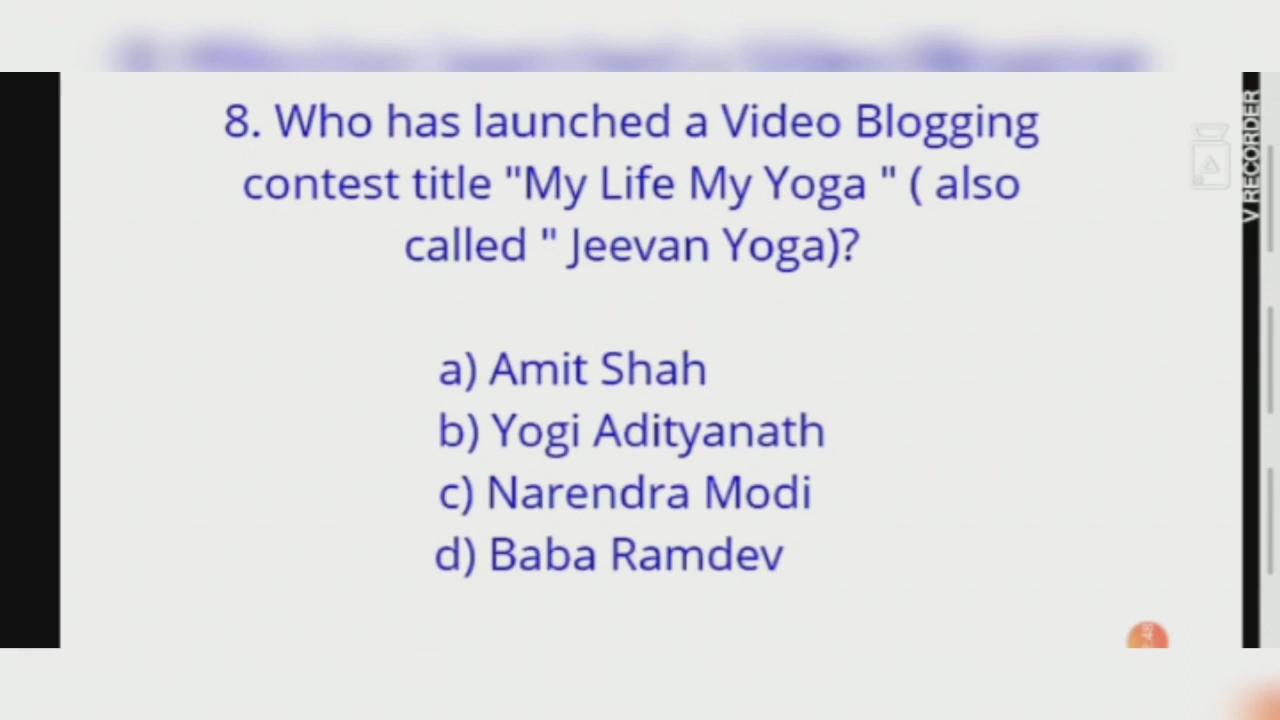 8. Who has launched a Video Blogging
contest title "My Life My Yoga " ( also
called " Jeevan Yoga)?
a) Amit Shah
b) Yogi Adityanath
c) Narendra Modi
d) Baba Ramdev
V RECORDER